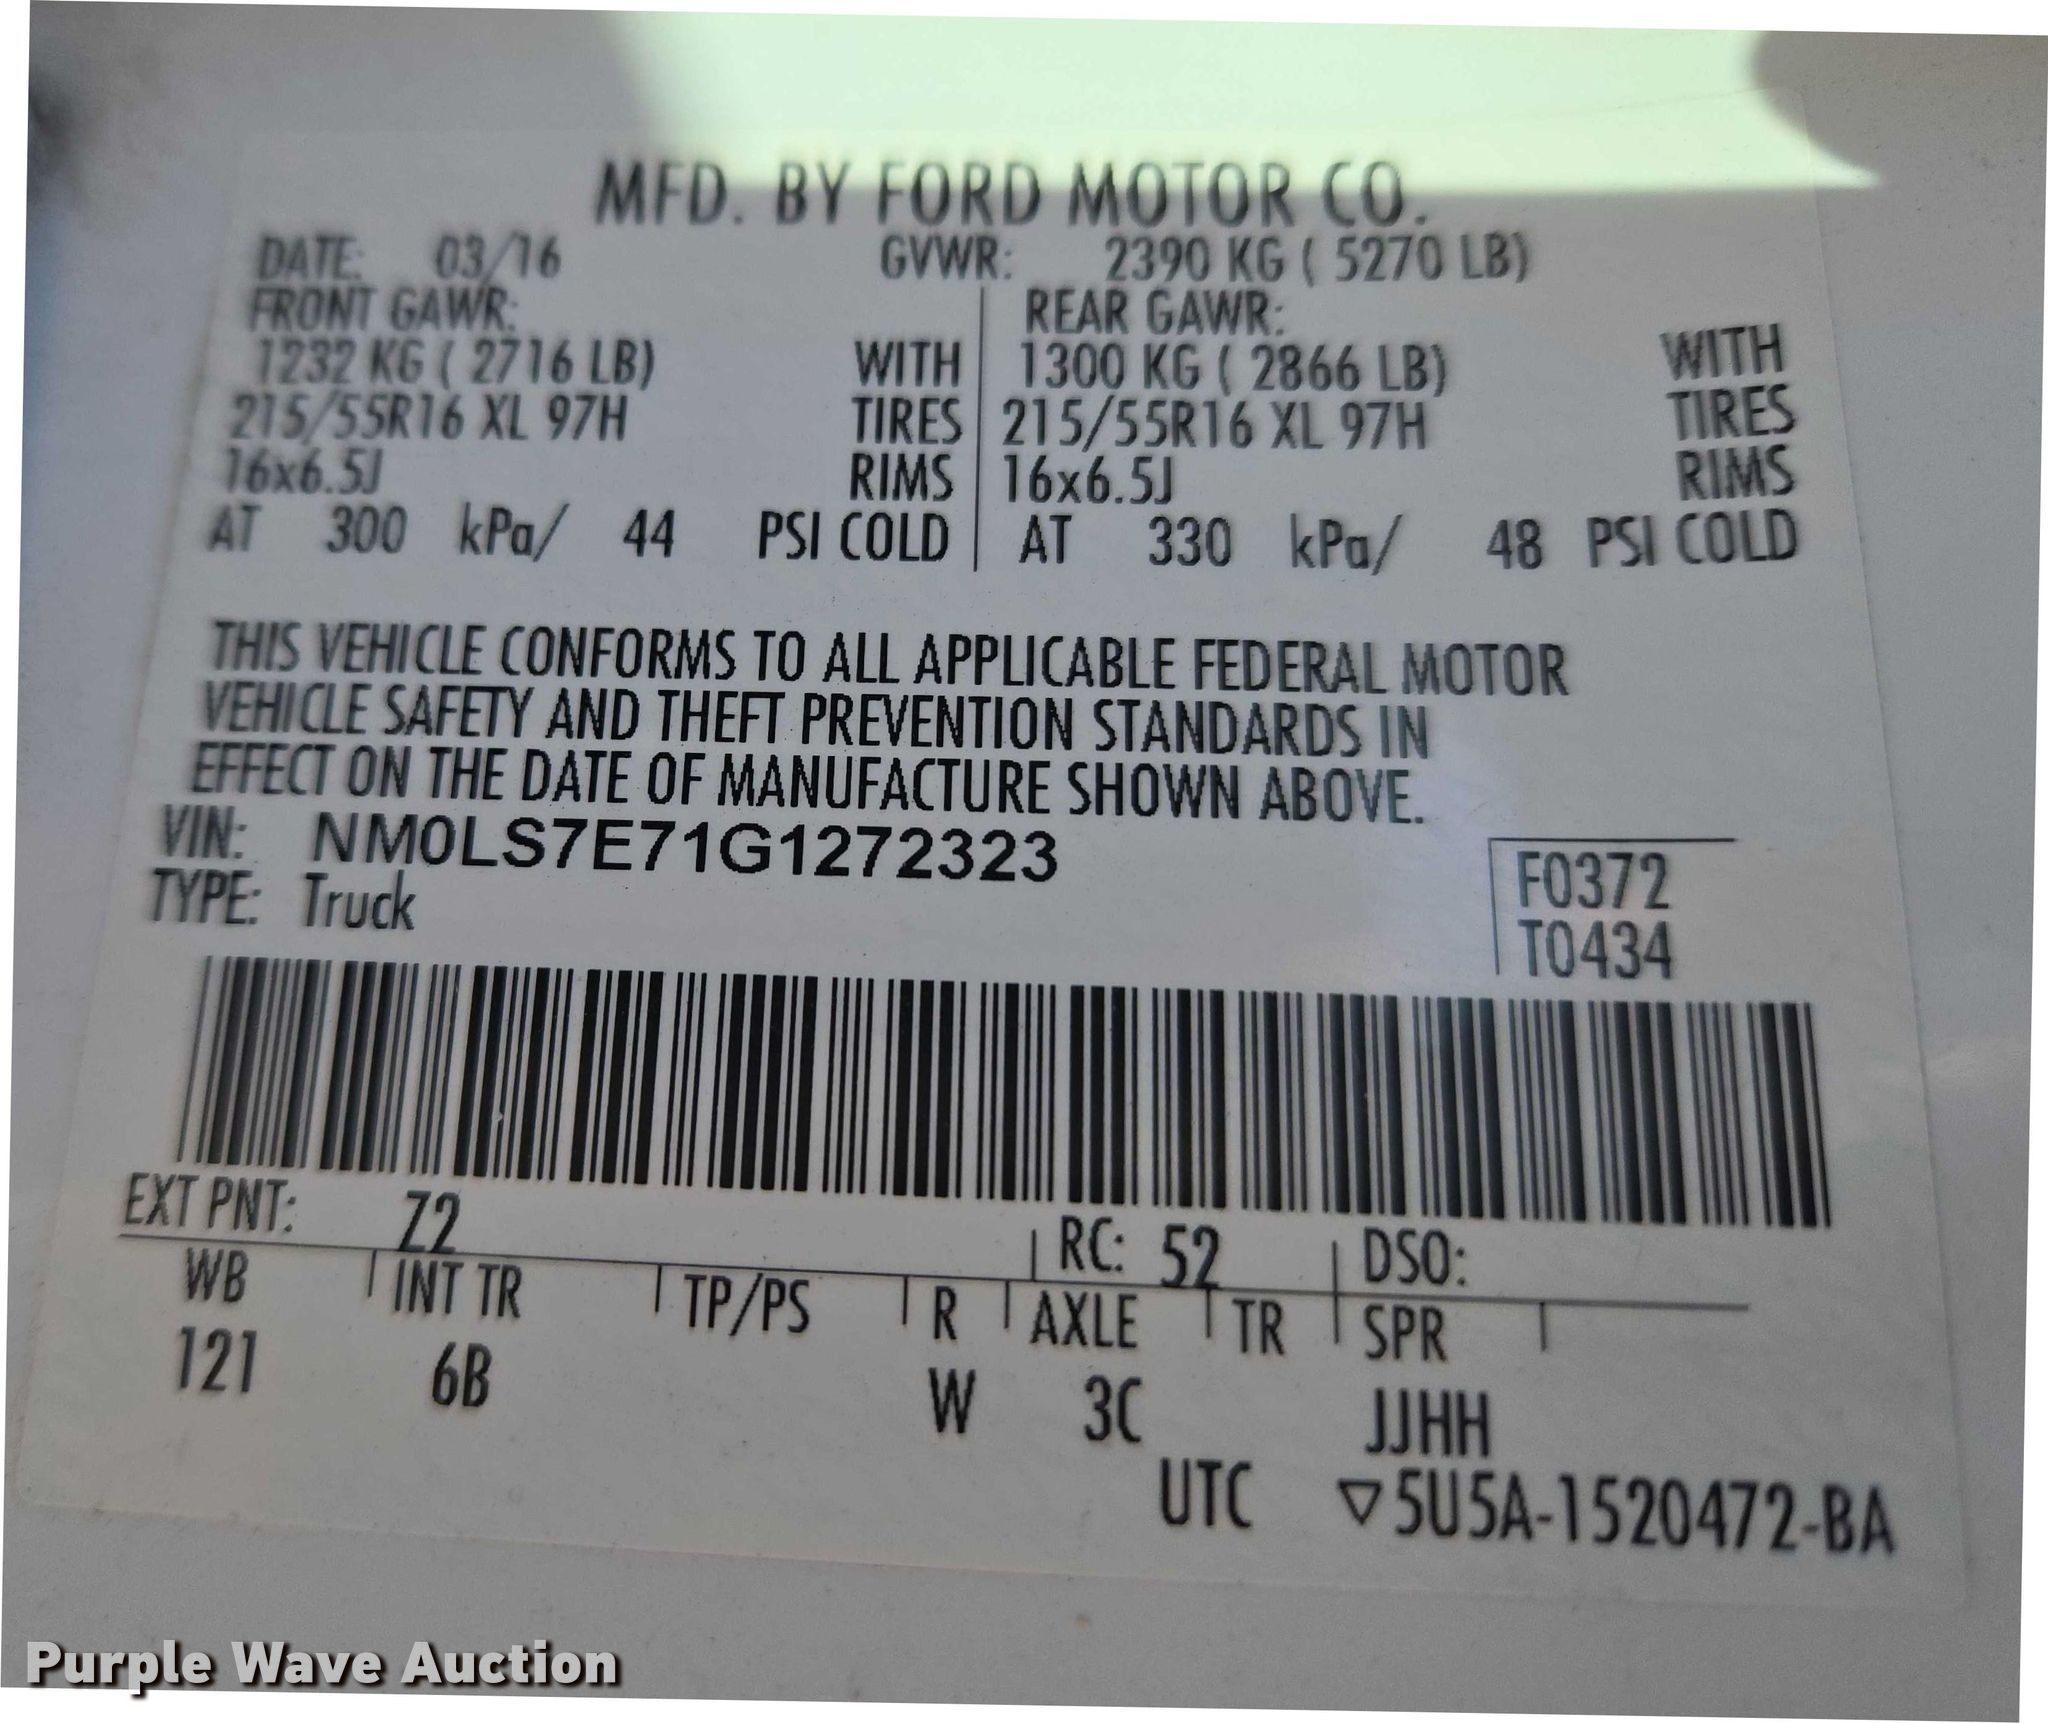 MFD. BY FORD MOTOR CO.
DATE: 03/16 GVWR: 2390 KG ( 5270 LB)
FRONT GAWR: REAR GAWR:
1232 KG ( 2716 LB) WITH 1300 KG ( 2866 LB) WITH
215/55R16 XL 97H TIRES 215/55R16 XL 97H TIRES
16x6.5J RIMS 16x6.5J RIMS
AT 300 kPa/ 44 PSI COLD AT 330 kPa/ 48 PSI COLD
THIS VEHICLE CONFORMS TO ALL APPLICABLE FEDERAL MOTOR
VEHICLE SAFETY AND THEFT PREVENTION STANDARDS IN
EFFECT ON THE DATE OF MANUFACTURE SHOWN ABOVE.
VIN: NM0LS7E71G1272323
TYPE: Truck
F0372
T0434
EXT PNT: Z2 RC: 52 DSO:
WB INT TR TP/PS R AXLE TR SPR
121 6B W 3C JJHH
UTC ▽5U5A-1520472-BA
Purple Wave Auction